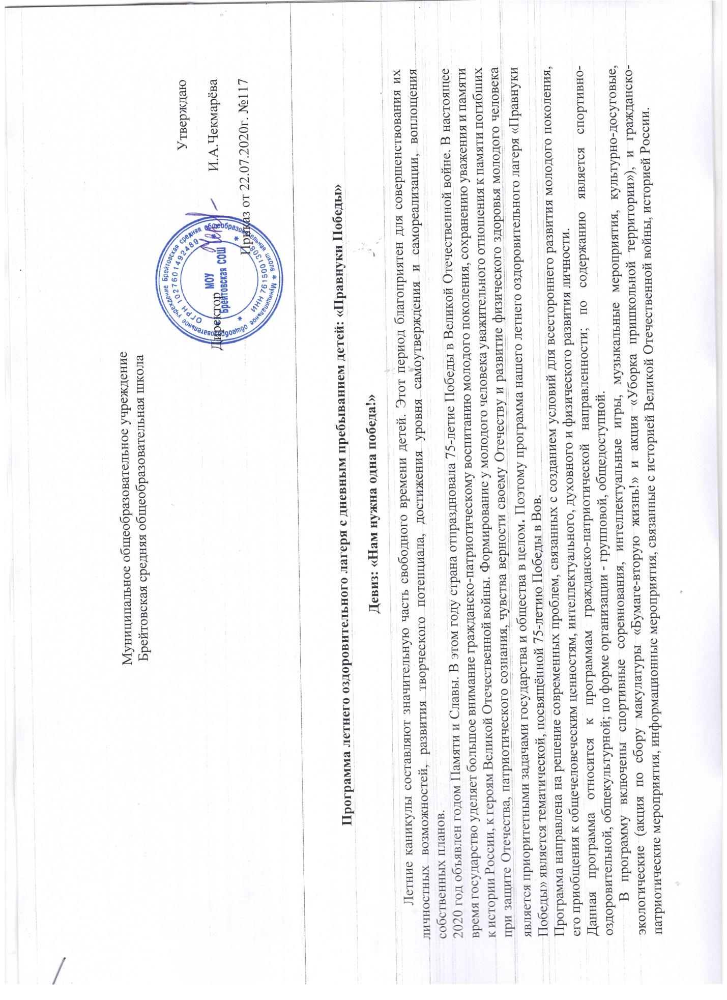 Муниципальное общеобразовательное учреждение
Брейтовская средняя общеобразовательная школа
Утверждаю
Директор И.А.Чекмарёва
Приказ от 22.07.2020г. №117
Муниципальное общеобразовательное учреждение Брейтовская средняя общеобразовательная школа
ОГРН 1027601492489
ИНН 7615001308
МОУ
Брейтовская СОШ
Программа летнего оздоровительного лагеря с дневным пребыванием детей: «Правнуки Победы»
Девиз: «Нам нужна одна победа!»
Летние каникулы составляют значительную часть свободного времени детей. Этот период благоприятен для совершенствования их
личностных возможностей, развития творческого потенциала, достижения уровня самоутверждения и самореализации, воплощения
собственных планов.
2020 год объявлен годом Памяти и Славы. В этом году страна отпраздновала 75-летие Победы в Великой Отечественной войне. В настоящее
время государство уделяет большое внимание гражданско-патриотическому воспитанию молодого поколения, сохранению уважения и памяти
к истории России, к героям Великой Отечественной войны. Формирование у молодого человека уважительного отношения к памяти погибших
при защите Отечества, патриотического сознания, чувства верности своему Отечеству и развитие физического здоровья молодого человека
является приоритетными задачами государства и общества в целом. Поэтому программа нашего летнего оздоровительного лагеря «Правнуки
Победы» является тематической, посвящённой 75-летию Победы в Вов.
Программа направлена на решение современных проблем, связанных с созданием условий для всестороннего развития молодого поколения,
его приобщения к общечеловеческим ценностям, интеллектуального, духовного и физического развития личности.
Данная программа относится к программам гражданско-патриотической направленности; по содержанию является спортивно-
оздоровительной, общекультурной; по форме организации - групповой, общедоступной.
В программу включены спортивные соревнования, интеллектуальные игры, музыкальные мероприятия, культурно-досуговые,
экологические (акция по сбору макулатуры «Бумаге-вторую жизнь!» и акция «Уборка пришкольной территории»), и гражданско-
патриотические мероприятия, информационные мероприятия, связанные с историей Великой Отечественной войны, историей России.